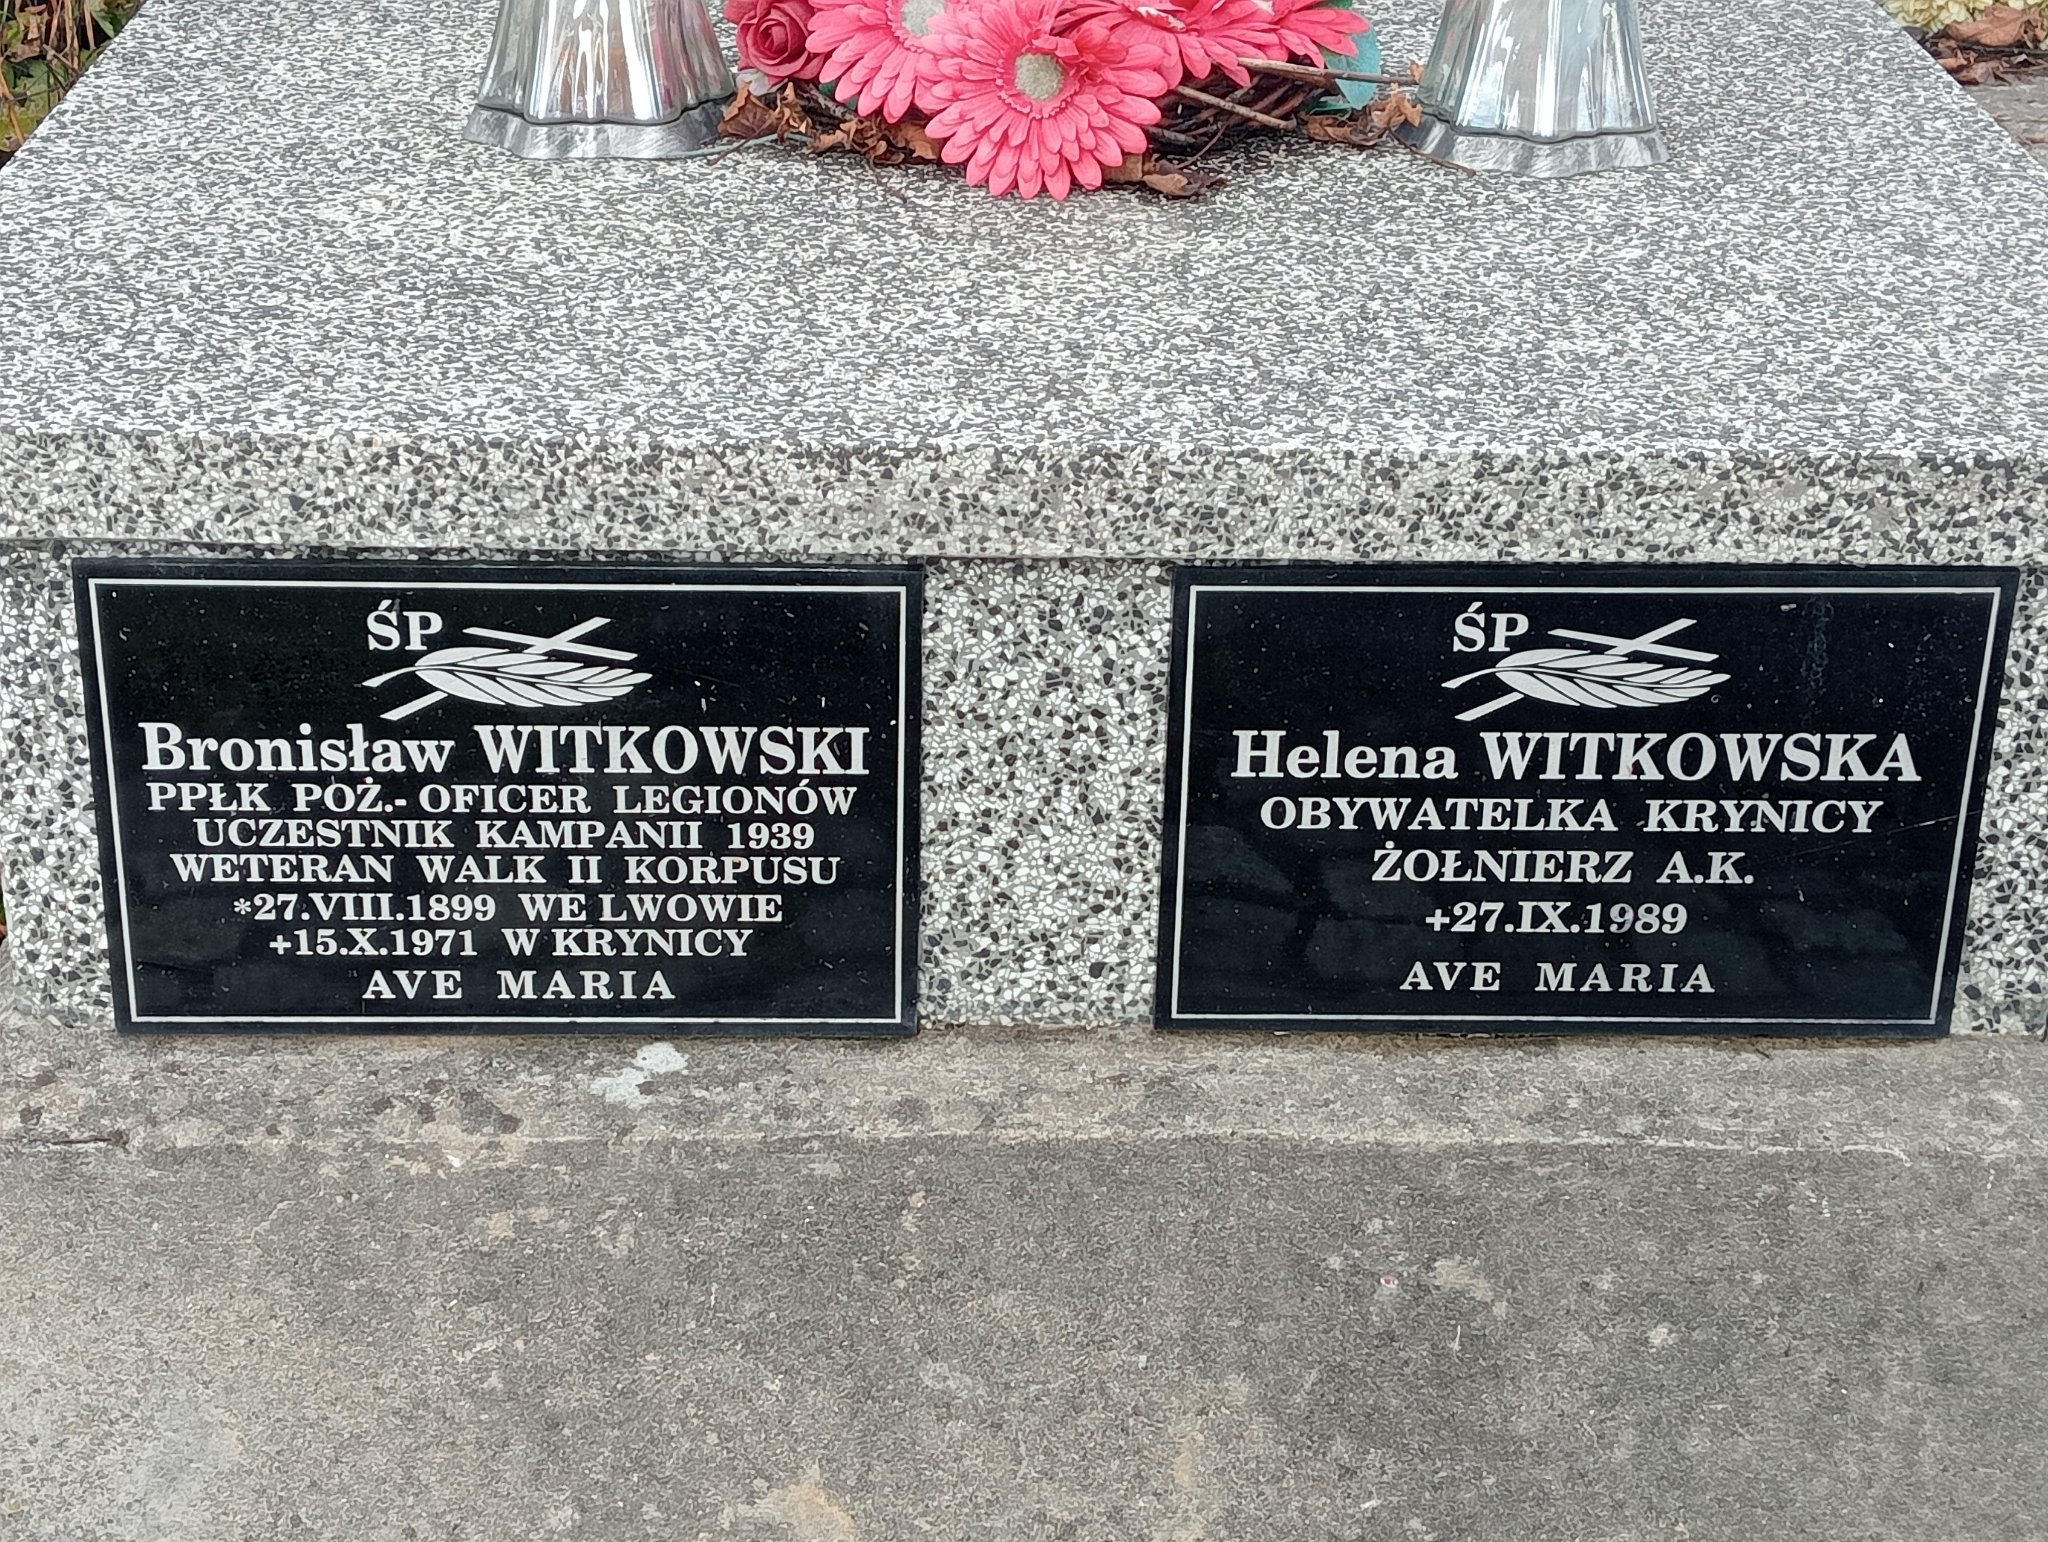 ŚP
Bronisław WITKOWSKI
PPŁK POŻ.- OFICER LEGIONÓW
UCZESTNIK KAMPANII 1939
WETERAN WALK II KORPUSU
*27.VIII.1899 WE LWOWIE
+15.X.1971 W KRYNICY
AVE MARIA
ŚP
Helena WITKOWSKA
OBYWATELKA KRYNICY
ŻOŁNIERZ A.K.
+27.IX.1989
AVE MARIA